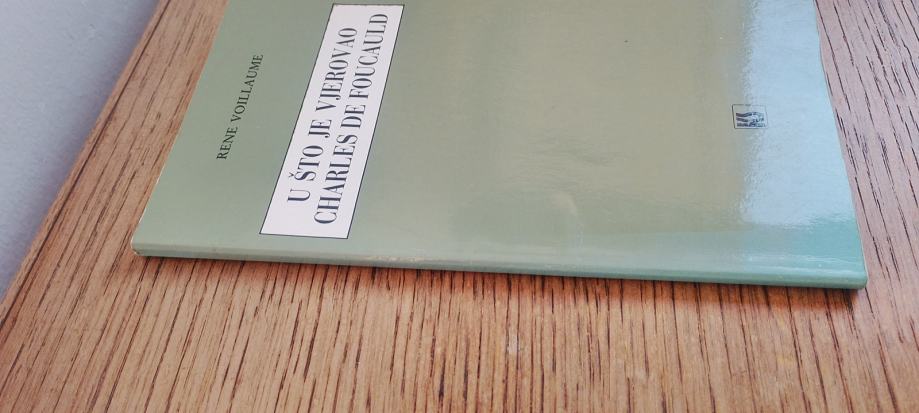 RENE VOILLAUME
U ŠTO JE VJEROVAO
CHARLES DE FOUCAULD